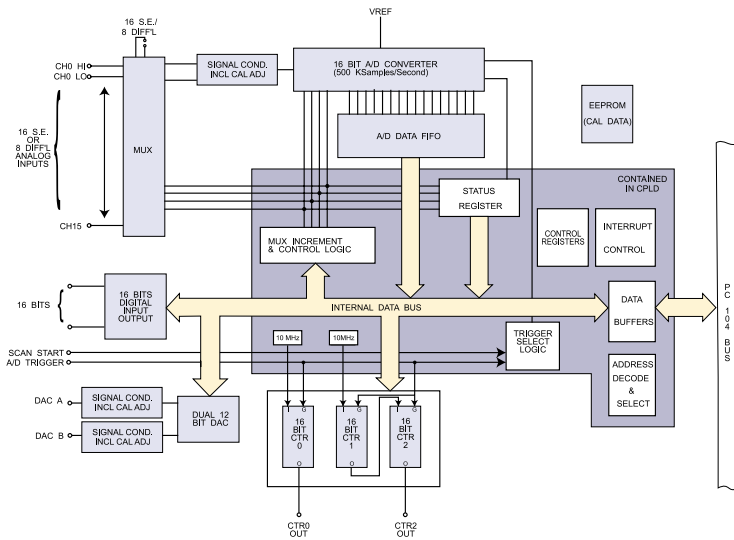 16 S.E./
8 DIFF'L
VREF
CH0 HI
CH0 LO
SIGNAL COND.
INCL CAL ADJ
16 BIT A/D CONVERTER
(500 KSamples/Second)
EEPROM
(CAL DATA)
16 S.E.
OR
8 DIFF'L
ANALOG
INPUTS
MUX
A/D DATA FIFO
CONTAINED
IN CPLD
STATUS
REGISTER
CH15
MUX INCREMENT
& CONTROL LOGIC
CONTROL
REGISTERS
INTERRUPT
CONTROL
16 BITS
16 BITS
DIGITAL
INPUT
OUTPUT
INTERNAL DATA BUS
DATA
BUFFERS
PC 104 BUS
10 MHz
10MHz
TRIGGER
SELECT
LOGIC
SCAN START
A/D TRIGGER
ADDRESS
DECODE
&
SELECT
DAC A
SIGNAL COND.
INCL CAL ADJ
DUAL 12
BIT DAC
DAC B
SIGNAL COND.
INCL CAL ADJ
I G
16
BIT
CTR
0
O
I G
16
BIT
CTR
1
O
I G
16
BIT
CTR
2
O
CTR0
OUT
CTR2
OUT